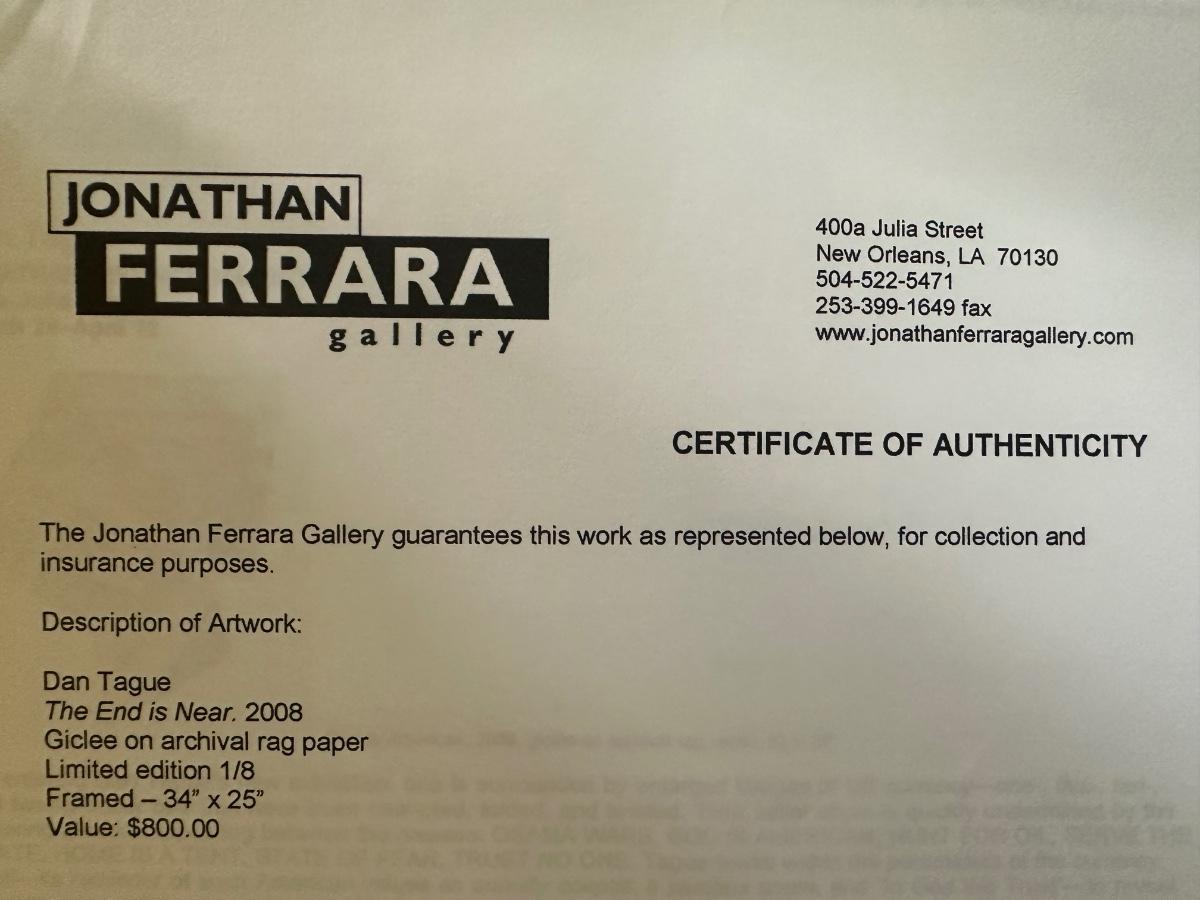 JONATHAN
FERRARA
gallery
400a Julia Street
New Orleans, LA 70130
504-522-5471
253-399-1649 fax
www.jonathanferraragallery.com
CERTIFICATE OF AUTHENTICITY
The Jonathan Ferrara Gallery guarantees this work as represented below, for collection and
insurance purposes.
Description of Artwork:
Dan Tague
The End is Near. 2008
Giclee on archival rag paper
Limited edition 1/8
Framed – 34” x 25”
Value: $800.00